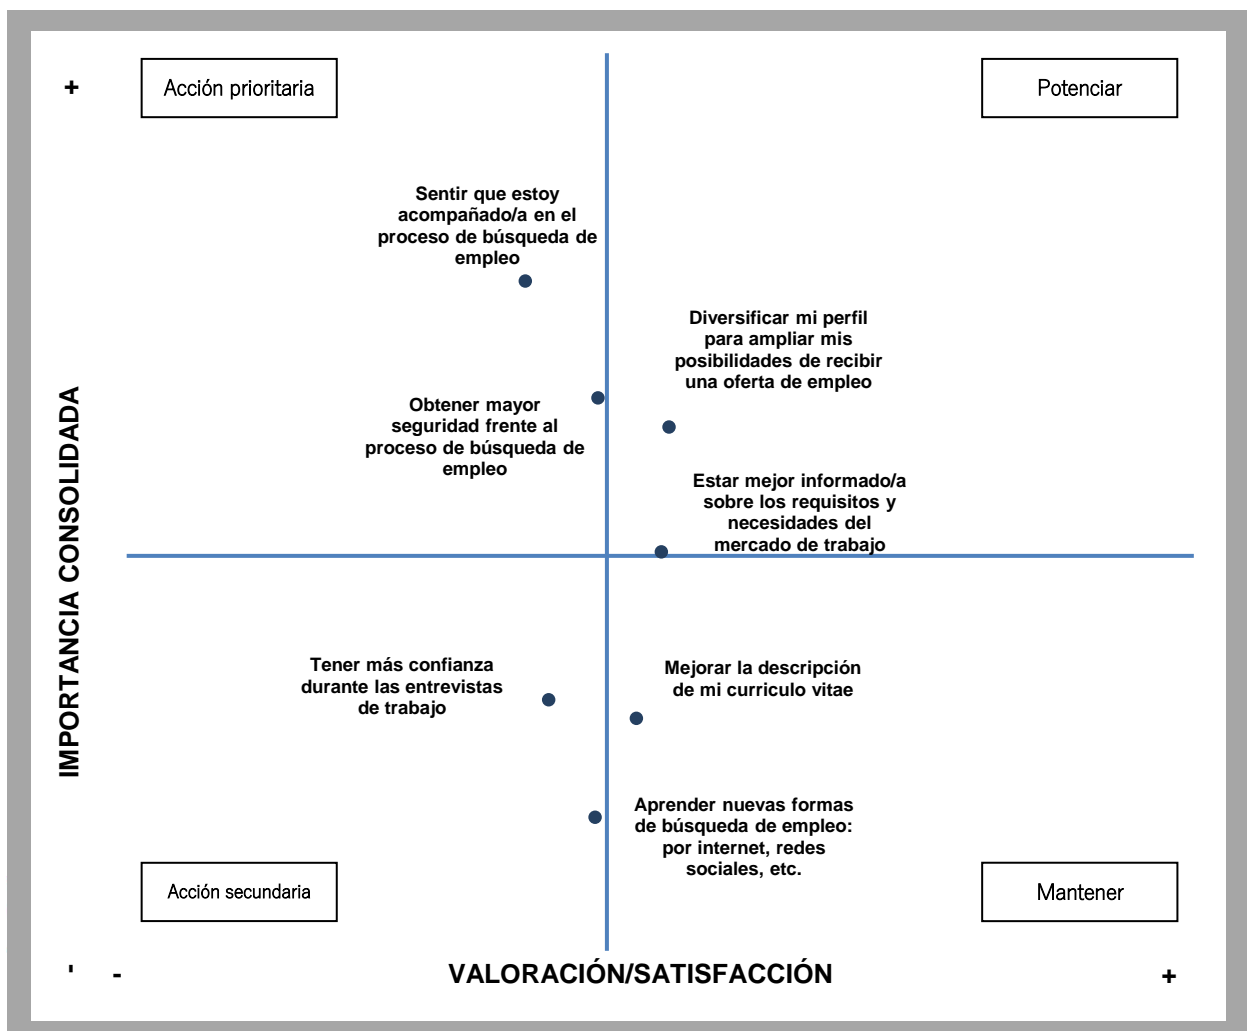 +
Acción prioritaria
Potenciar
Sentir que estoy
acompañado/a en el
proceso de búsqueda de
empleo
Diversificar mi perfil
para ampliar mis
posibilidades de recibir
una oferta de empleo
Obtener mayor
seguridad frente al
proceso de búsqueda de
empleo
Estar mejor informado/a
sobre los requisitos y
necesidades del
mercado de trabajo
IMPORTANCIA CONSOLIDADA
Tener más confianza
durante las entrevistas
de trabajo
Mejorar la descripción
de mi curriculo vitae
Aprender nuevas formas
de búsqueda de empleo:
por internet, redes
sociales, etc.
Acción secundaria
Mantener
-
-
VALORACIÓN/SATISFACCIÓN
+